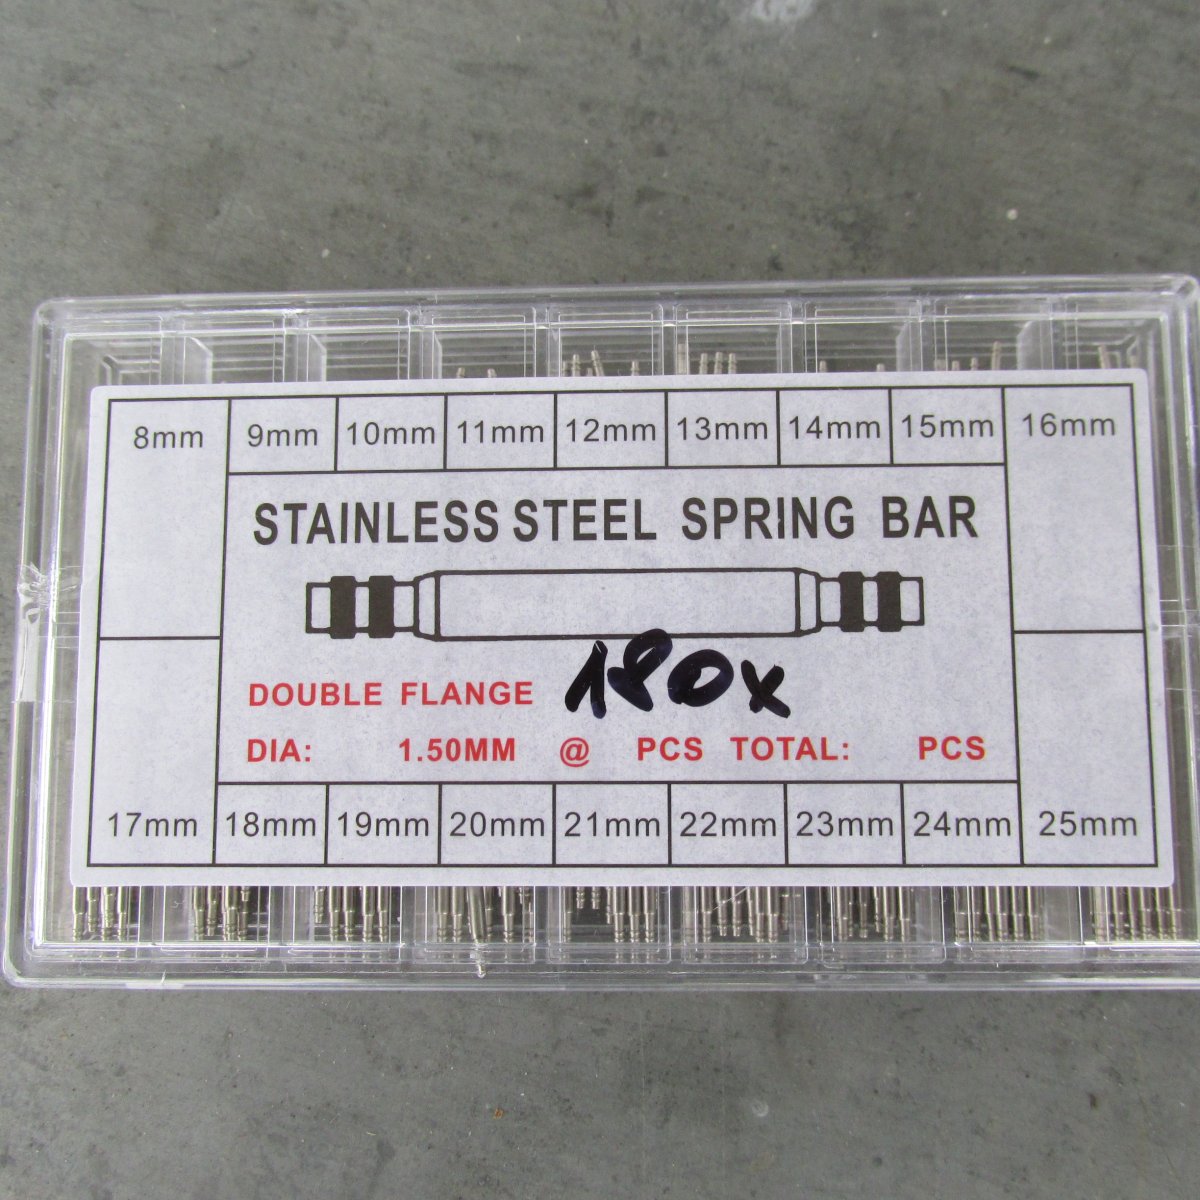 8mm 9mm 10mm 11mm 12mm 13mm 14mm 15mm 16mm
STAINLESS STEEL SPRING BAR
180x
DOUBLE FLANGE
DIA: 1.50MM @ PCS TOTAL: PCS
17mm 18mm 19mm 20mm 21mm 22mm 23mm 24mm 25mm